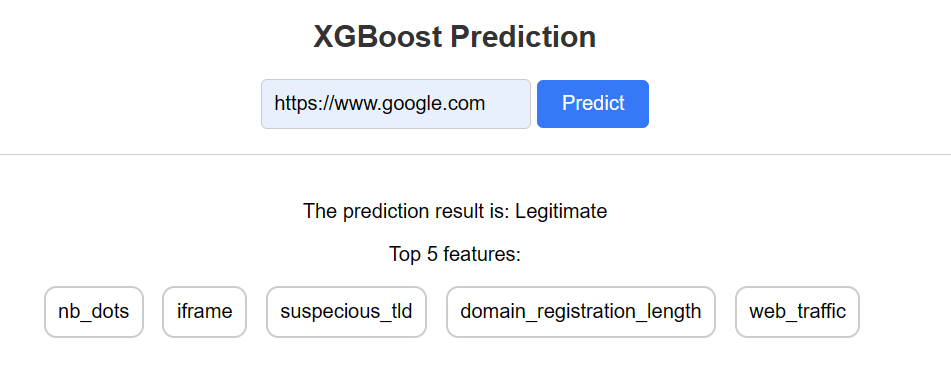 XGBoost Prediction
https://www.google.com Predict
The prediction result is: Legitimate
Top 5 features:
nb_dots iframe suspecious_tld domain_registration_length web_traffic